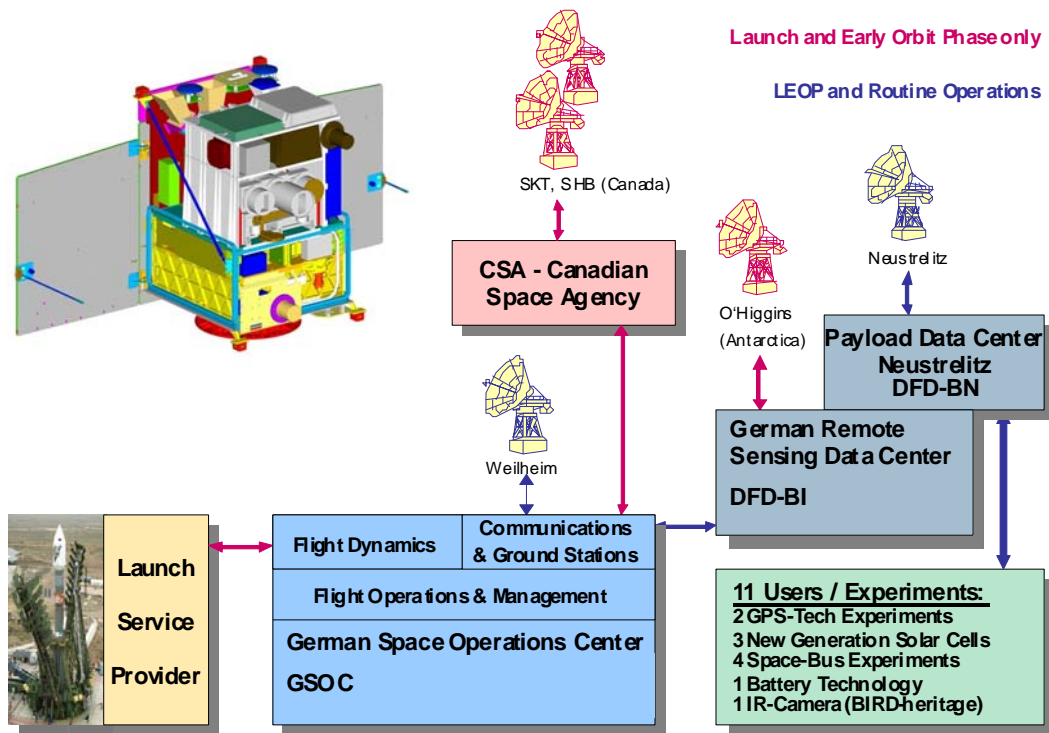 Launch and Early Orbit Phase only
LEOP and Routine Operations
SKT, SHB (Canada)
CSA - Canadian
Space Agency
Neustrelitz
O'Higgins
(Antarctica)
Payload Data Center
Neustrelitz
DFD-BN
German Remote
Sensing Data Center
DFD-BI
Weilheim
Launch
Service
Provider
Flight Dynamics
Communications
& Ground Stations
Flight Operations & Management
German Space Operations Center
GSOC
11 Users / Experiments:
2 GPS-Tech Experiments
3 New Generation Solar Cells
4 Space-Bus Experiments
1 Battery Technology
1 IR-Camera (BIRD-heritage)